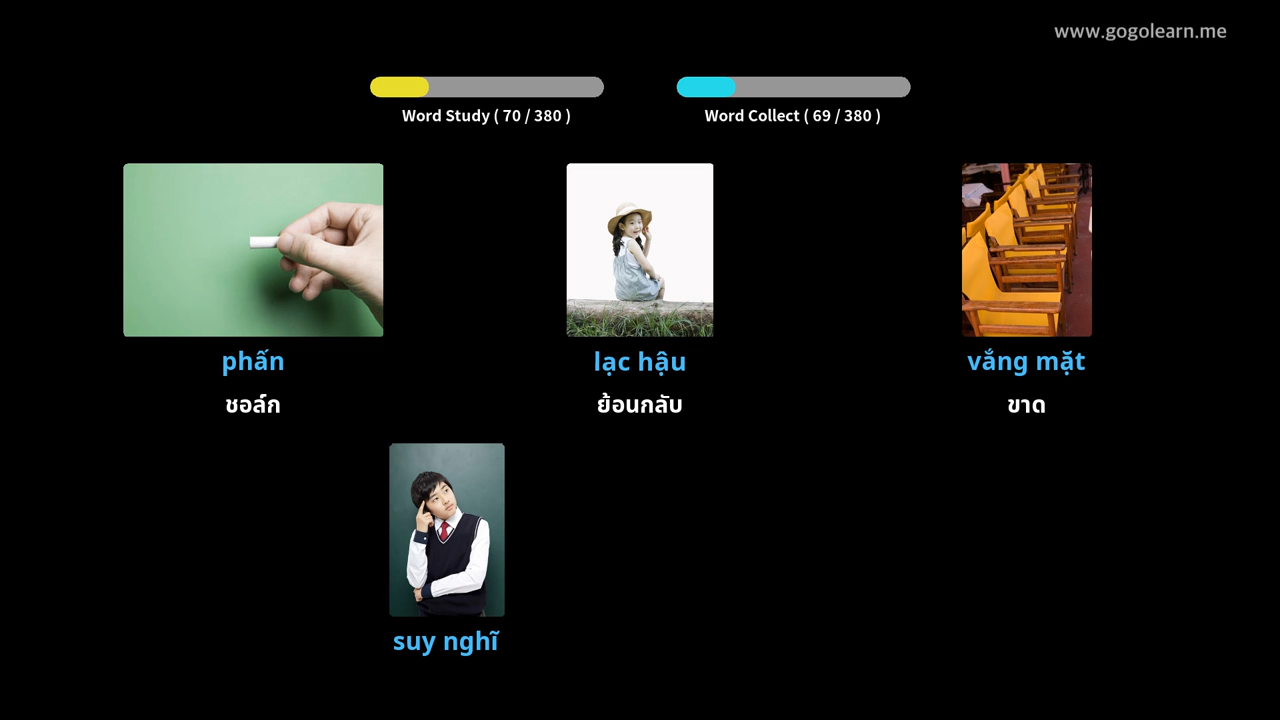 www.gogolearn.me
Word Study ( 70 / 380 )
Word Collect ( 69 / 380 )
phấn
lạc hậu
vắng mặt
ชอล์ก
ย้อนกลับ
ขาด
suy nghĩ